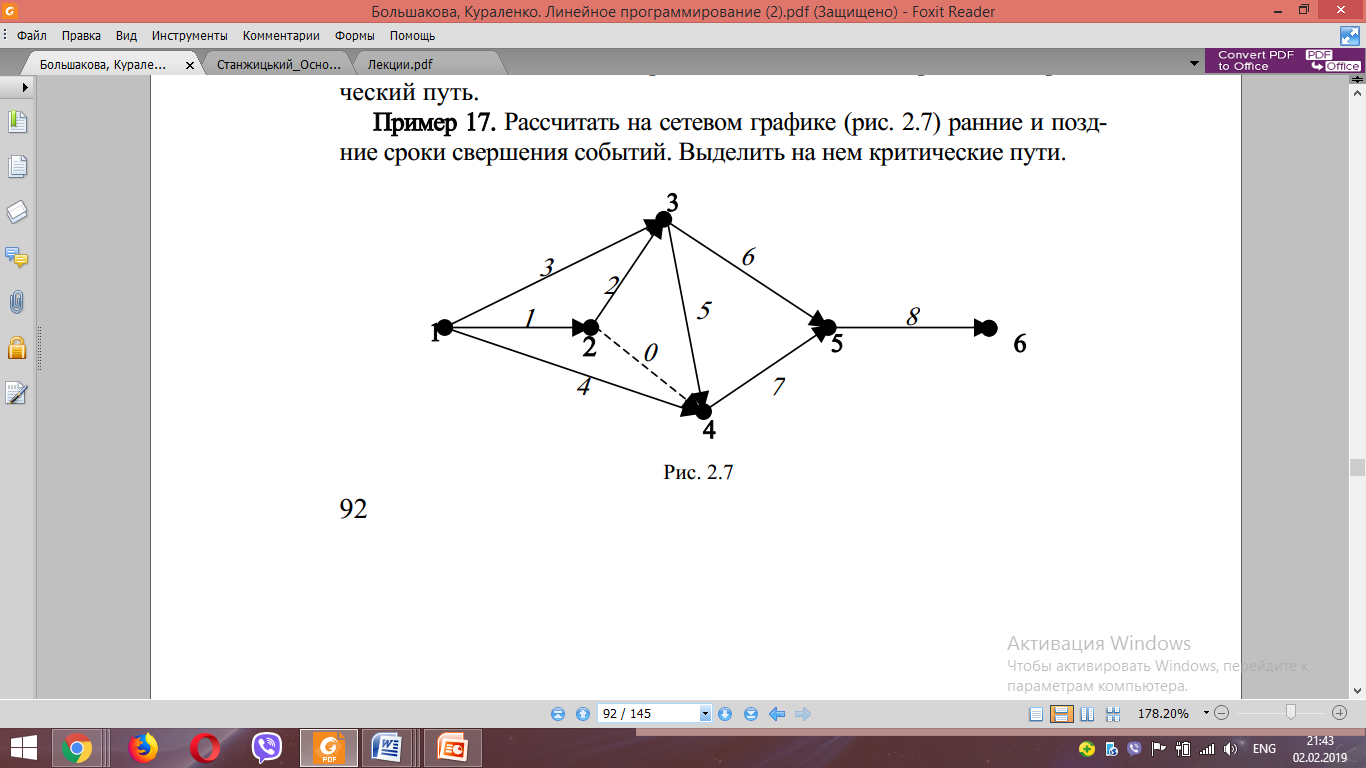 Большакова, Кураленко. Линейное программирование (2).pdf (Защищено) - Foxit Reader
Файл Правка Вид Инструменты Комментарии Формы Помощь
Большакова, Курале... x Станжицький_Осно... Лекции.pdf
Convert PDF to Office PDF Office
ческий путь.
Пример 17. Рассчитать на сетевом графике (рис. 2.7) ранние и позд-
ние сроки свершения событий. Выделить на нем критические пути.
3
3
6
2
5
1
1
2
0
8
5
6
4
7
4
Рис. 2.7
92
Активация Windows
Чтобы активировать Windows, перейдите к
параметрам компьютера.
92 / 145
178.20%
PDF
ENG
21:43
02.02.2019